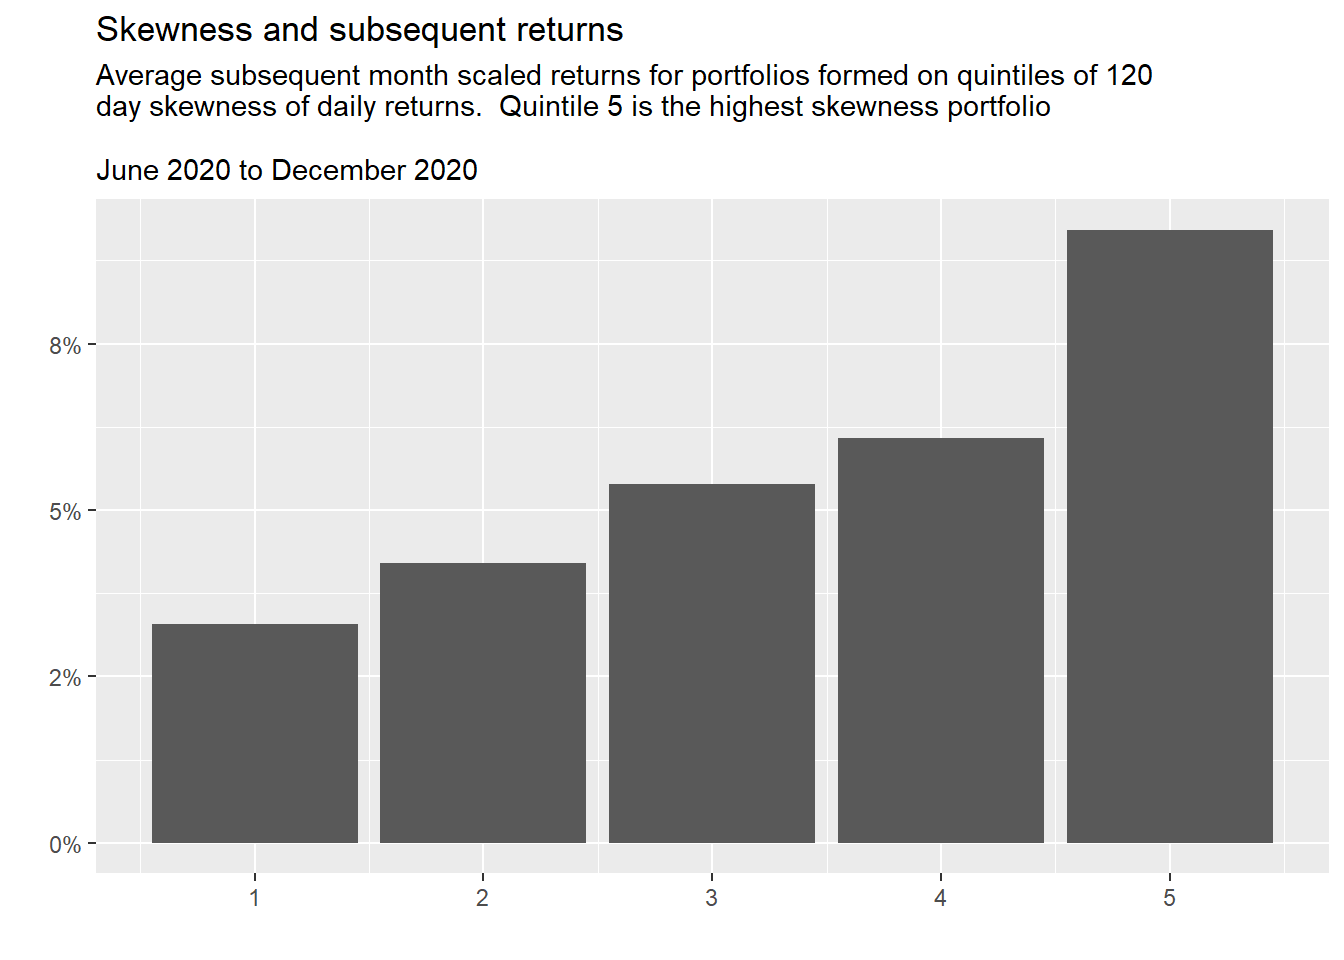 Skewness and subsequent returns
Average subsequent month scaled returns for portfolios formed on quintiles of 120
day skewness of daily returns.  Quintile 5 is the highest skewness portfolio
June 2020 to December 2020
8%
5%
2%
0%
1 2 3 4 5